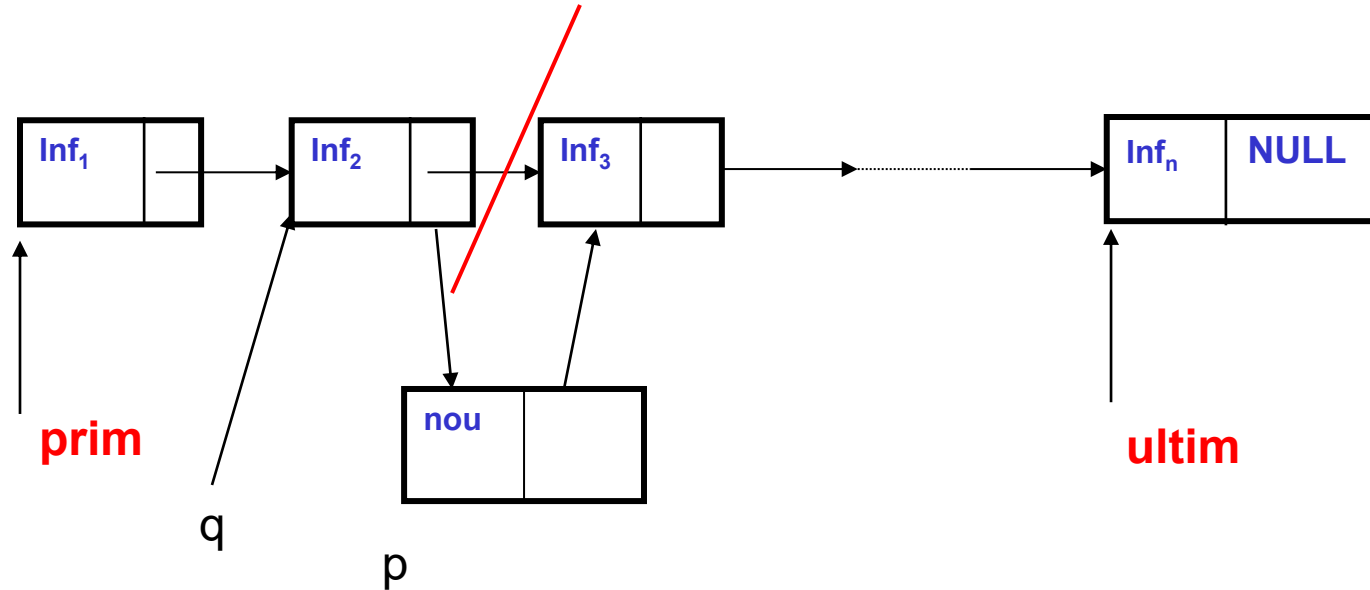 Inf₁
Inf₂
Inf₃
Infₙ NULL
nou
prim
ultim
q
p